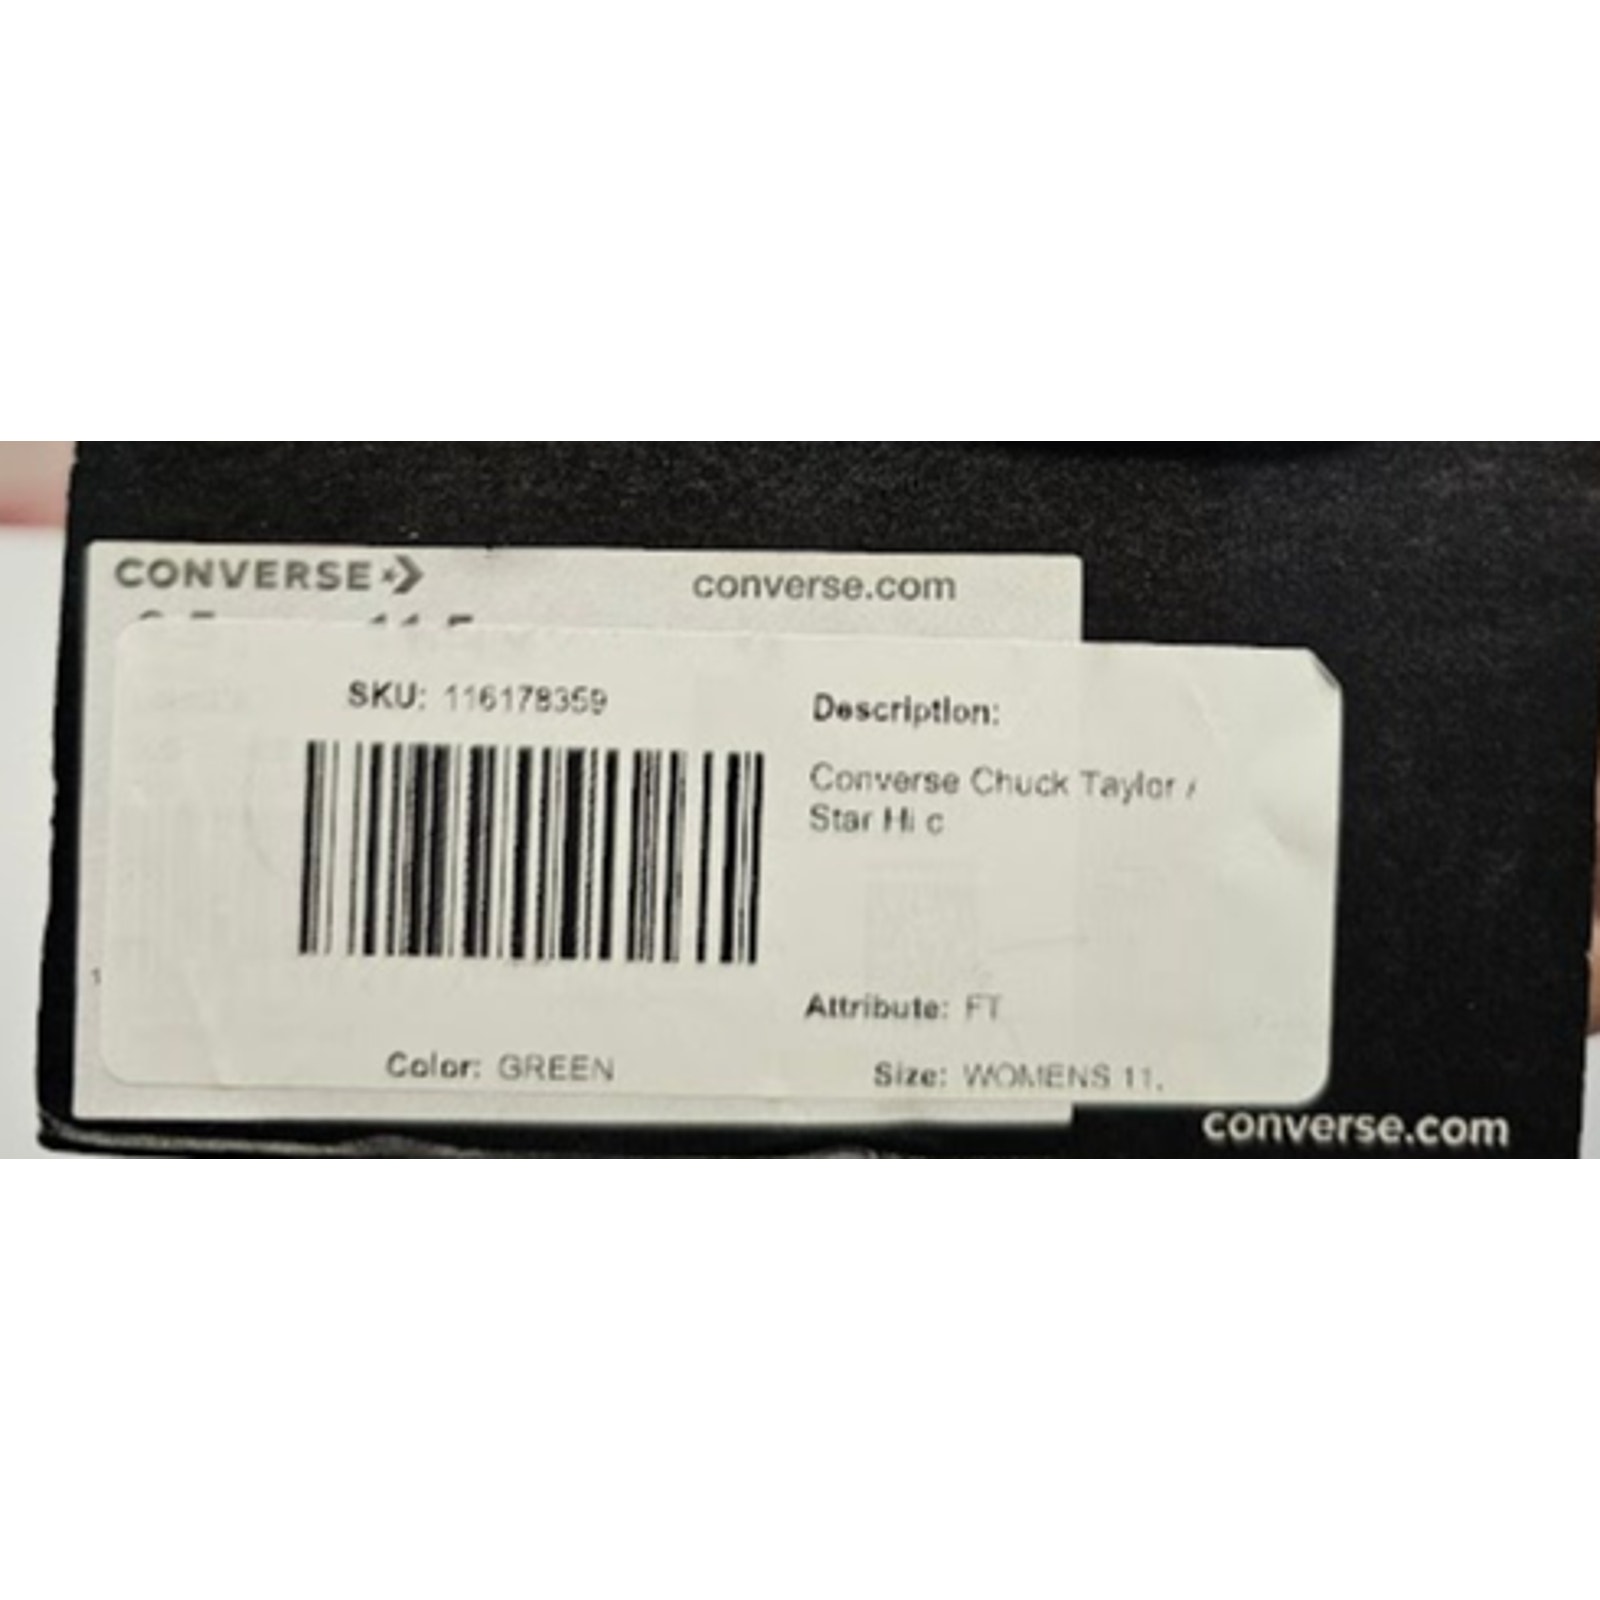 CONVERSE
converse.com
SKU: 116178359
Description:
Converse Chuck Taylor
Star Hi c
Attribute: FT
Color: GREEN
Size: WOMENS 11.
converse.com